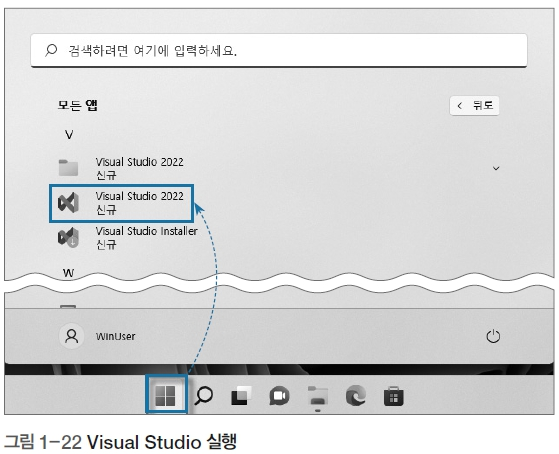 검색하려면 여기에 입력하세요.
모든 앱
뒤로
V
Visual Studio 2022
신규
Visual Studio 2022
신규
Visual Studio Installer
신규
W
WinUser
그림 1-22 Visual Studio 실행